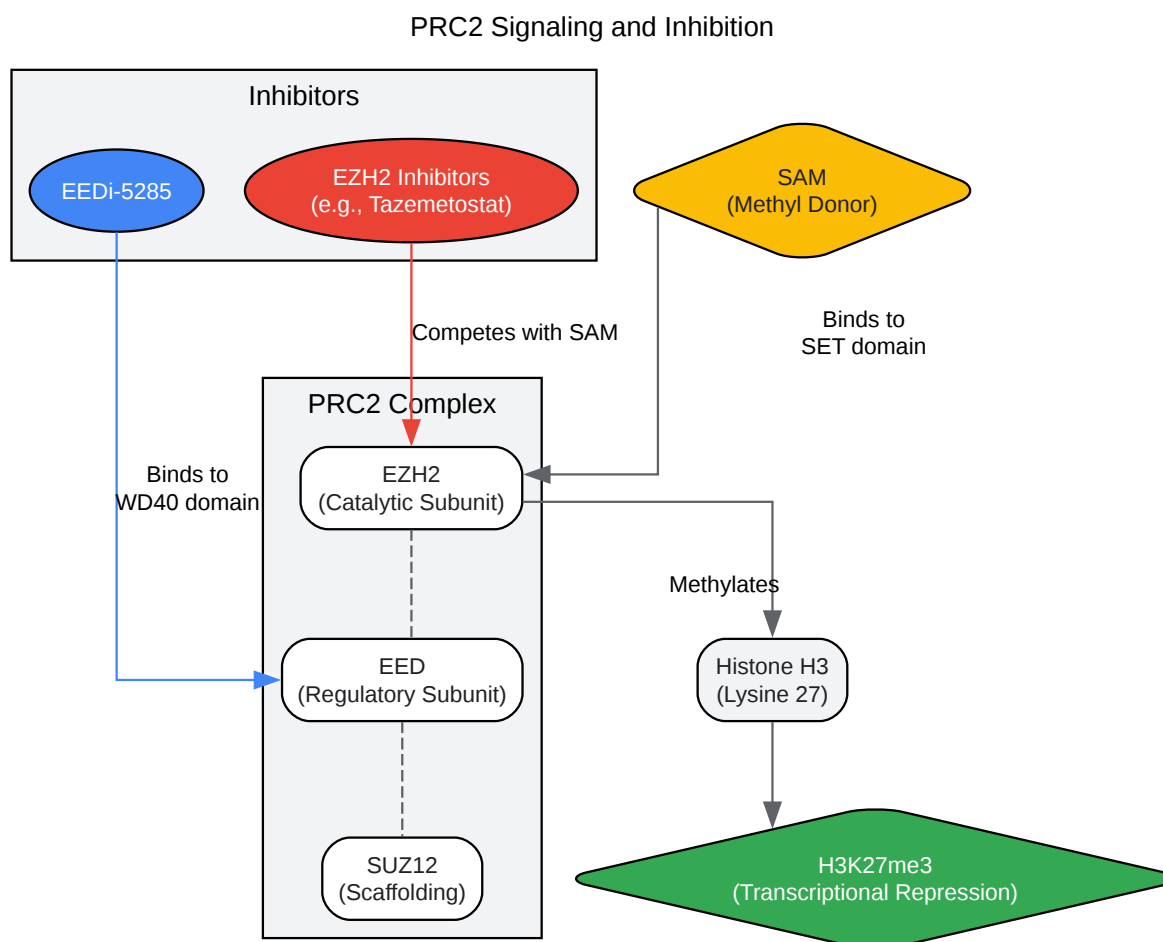 PRC2 Signaling and Inhibition
Inhibitors
EEDi-5285
EZH2 Inhibitors
(e.g., Tazemetostat)
SAM
(Methyl Donor)
Competes with SAM
Binds to
SET domain
PRC2 Complex
EZH2
(Catalytic Subunit)
Binds to
WD40 domain
Methylates
EED
(Regulatory Subunit)
Histone H3
(Lysine 27)
SUZ12
(Scaffolding)
H3K27me3
(Transcriptional Repression)